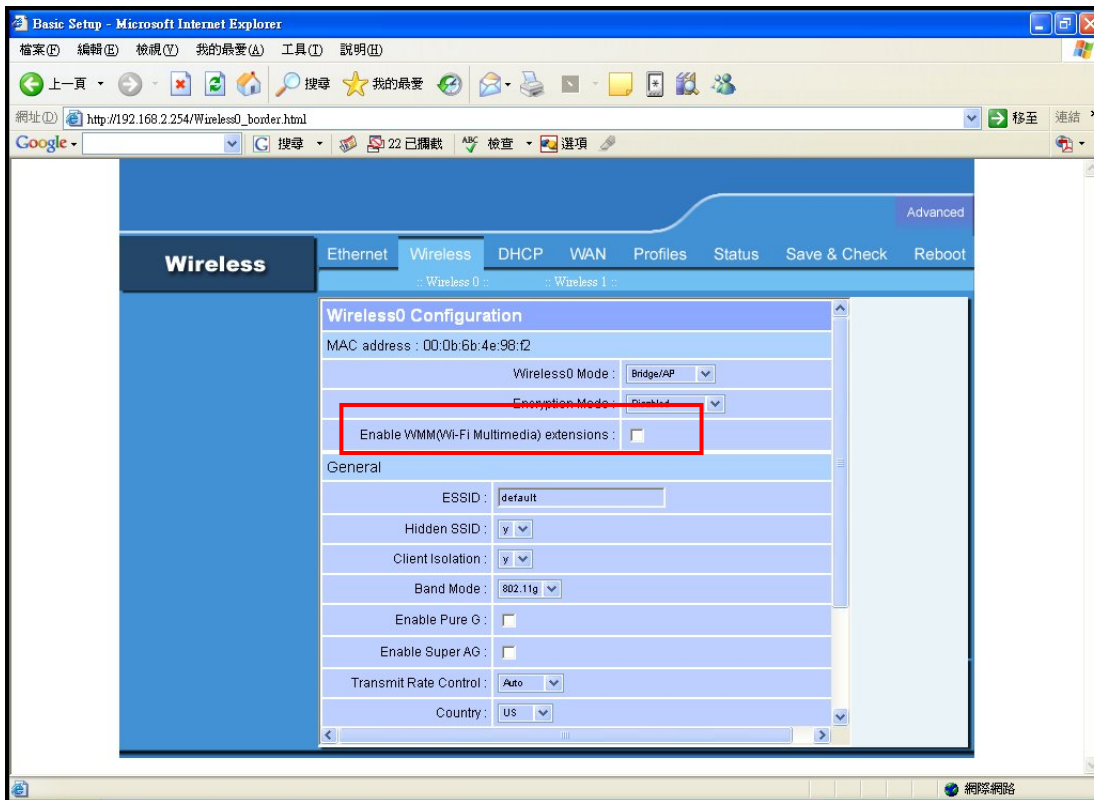 Basic Setup - Microsoft Internet Explorer
檔案(F) 編輯(E) 檢視(V) 我的最愛(A) 工具(T) 說明(H)
上一頁 搜尋 我的最愛
網址(D) http://192.168.2.254/Wireless0_border.html 移至 連結
Google 搜尋 22 已攔截 ABC 檢查 選項
Advanced
Wireless
Ethernet Wireless DHCP WAN Profiles Status Save & Check Reboot
:: Wireless 0 :: :: Wireless 1 ::
Wireless0 Configuration
MAC address : 00:0b:6b:4e:98:f2
Wireless0 Mode : Bridge/AP
Encryption Mode : Disabled
Enable WMM(Wi-Fi Multimedia) extensions :
General
ESSID : default
Hidden SSID : y
Client Isolation : y
Band Mode : 802.11g
Enable Pure G :
Enable Super AG :
Transmit Rate Control : Auto
Country : US
網際網路